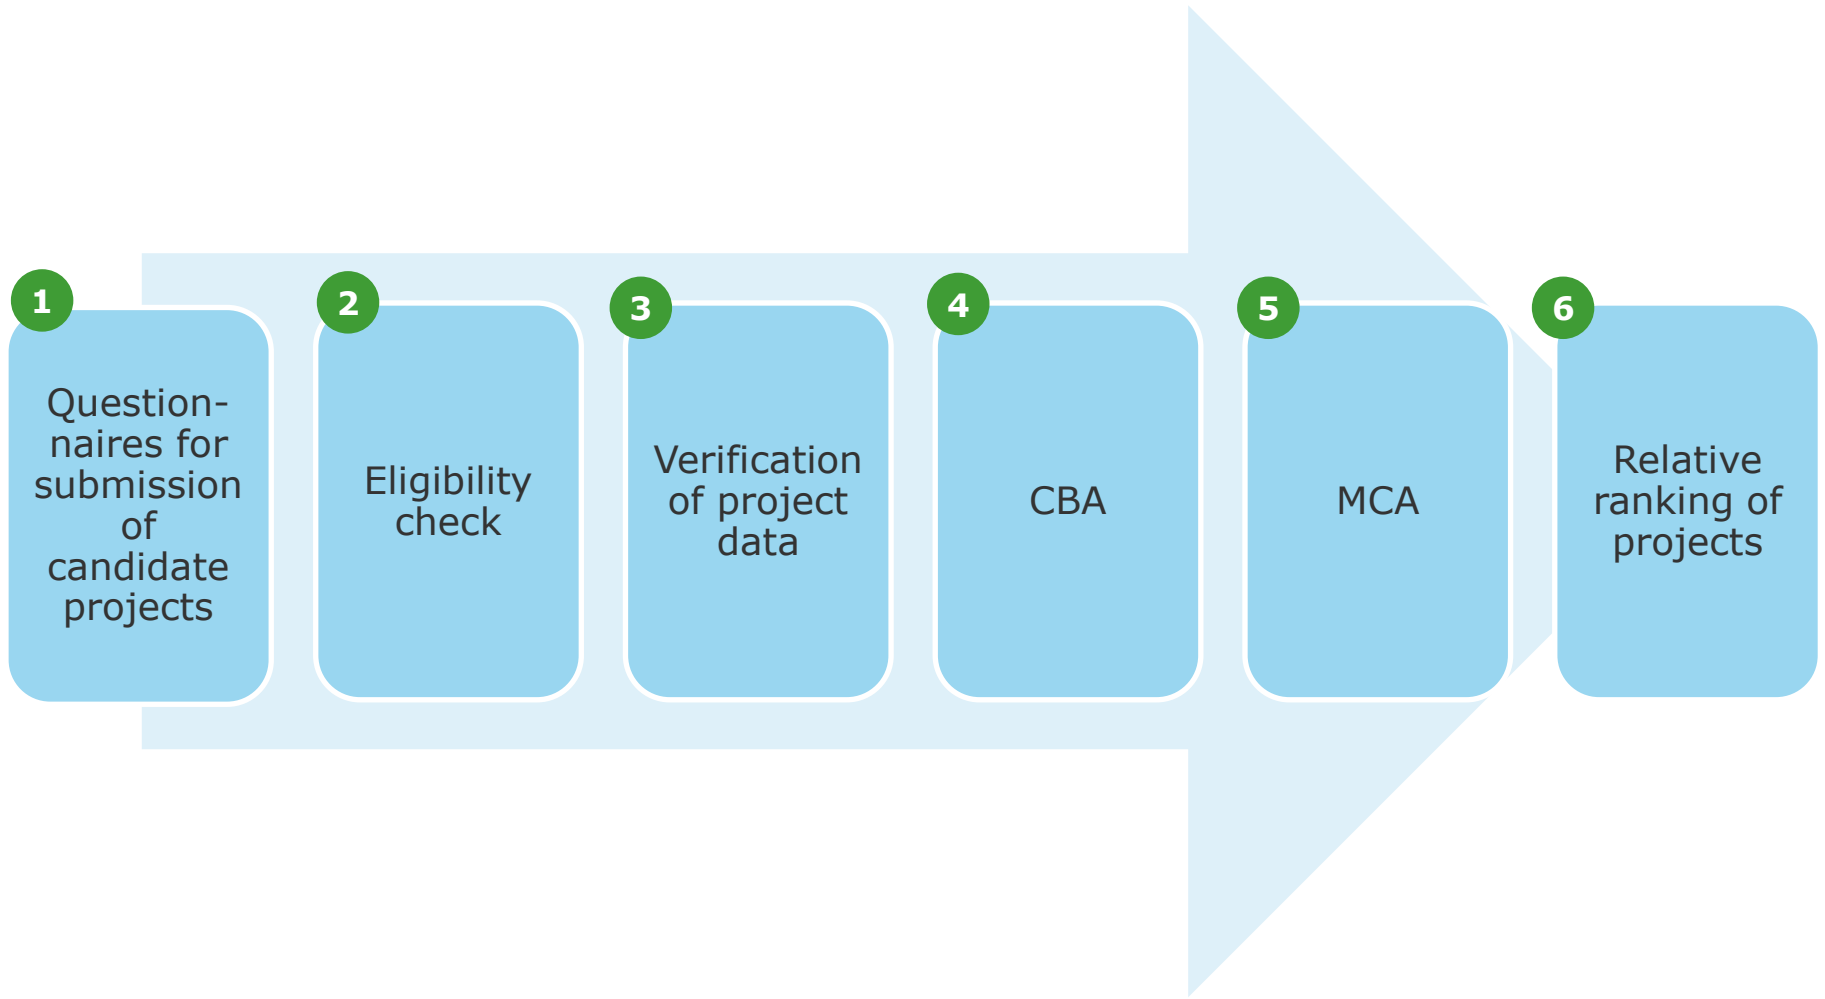 1
Question-
naires for
submission
of
candidate
projects
2
Eligibility
check
3
Verification
of project
data
4
CBA
5
MCA
6
Relative
ranking of
projects